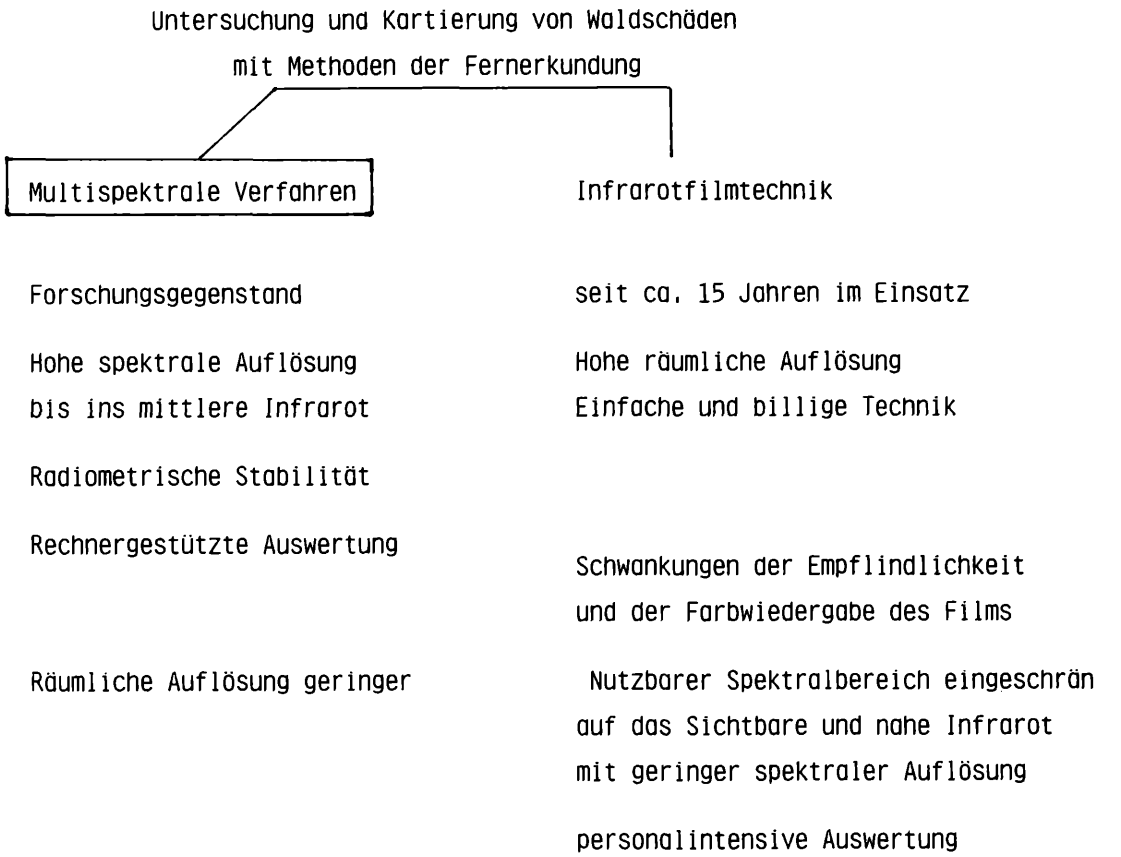 Untersuchung und Kartierung von Waldschäden
mit Methoden der Fernerkundung
Multispektrale Verfahren
Infrarotfilmtechnik
Forschungsgegenstand
seit ca. 15 Jahren im Einsatz
Hohe spektrale Auflösung
bis ins mittlere Infrarot
Hohe räumliche Auflösung
Einfache und billige Technik
Radiometrische Stabilität
Rechnergestützte Auswertung
Schwankungen der Empflindlichkeit
und der Farbwiedergabe des Films
Räumliche Auflösung geringer
Nutzbarer Spektralbereich eingeschrän
auf das Sichtbare und nahe Infrarot
mit geringer spektraler Auflösung
personalintensive Auswertung